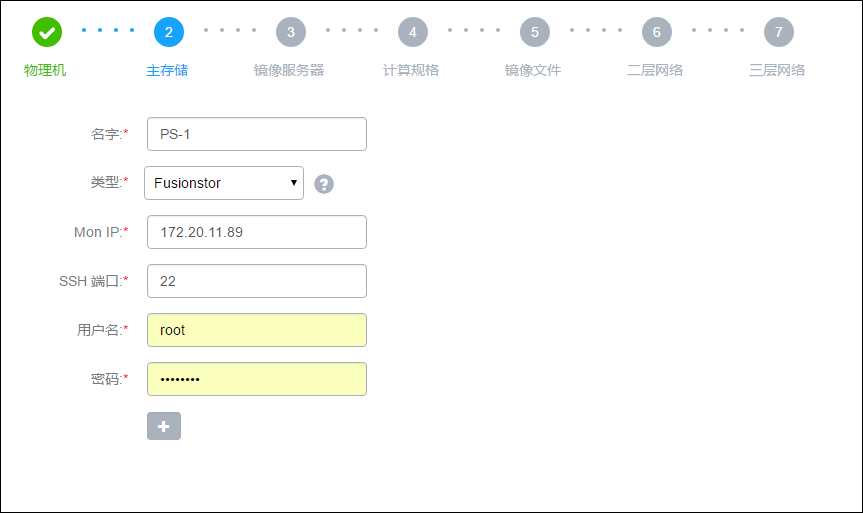 2 3 4 5 6 7
物理机 主存储 镜像服务器 计算规格 镜像文件 二层网络 三层网络
名字:* PS-1
类型:* Fusionstor ?
Mon IP:* 172.20.11.89
SSH 端口:* 22
用户名:* root
密码:* ••••••••
+